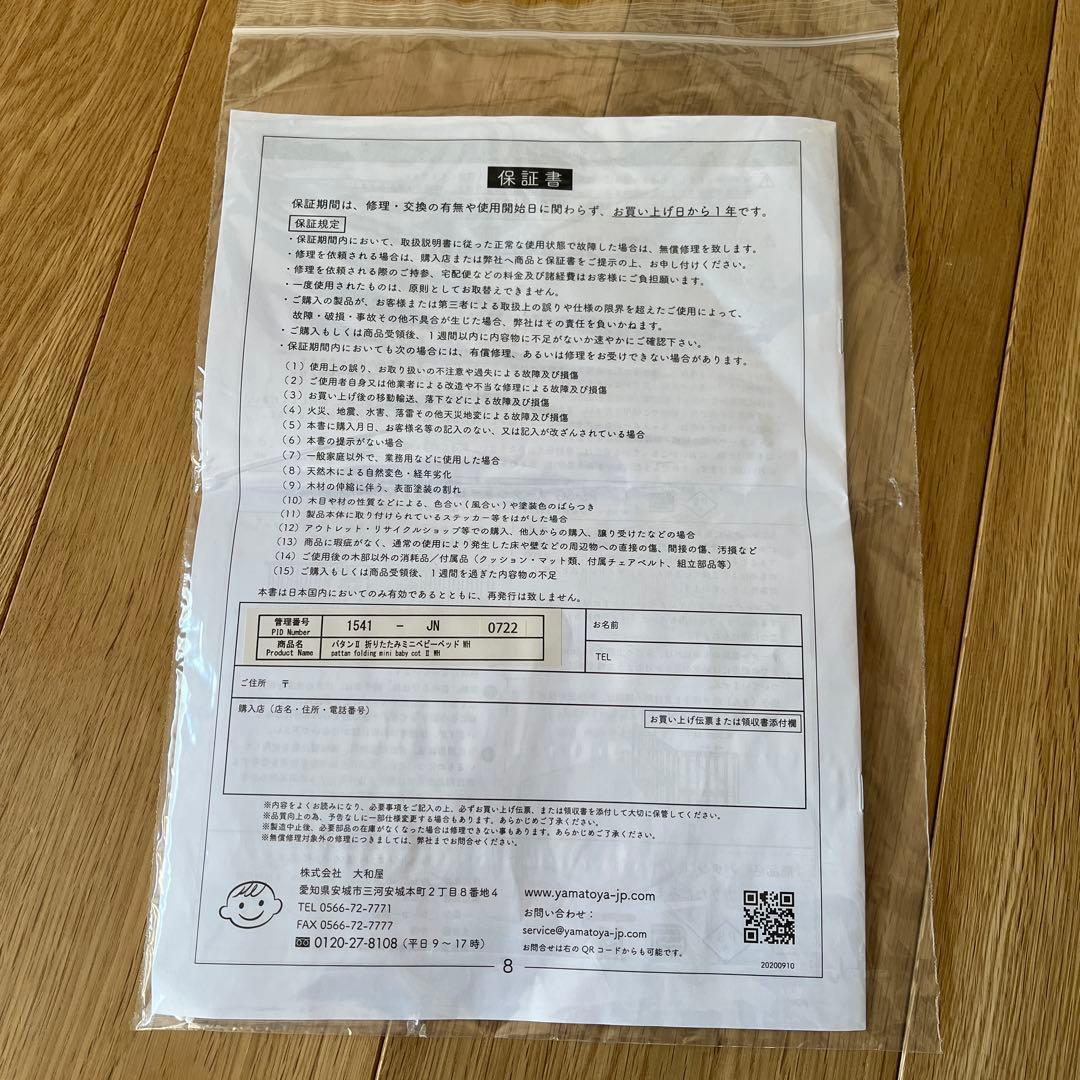 保証書
保証期間は、修理・交換の有無や使用開始日に関わらず、お買い上げ日から1年です。
保証規定
・保証期間内において、取扱説明書に従った正常な使用状態で故障した場合は、無償修理を致します。
・修理を依頼される場合は、購入店または弊社へ商品と保証書をご提示の上、お申し付けください。
・修理を依頼される際のご持参、宅配便などの料金及び諸経費はお客様にご負担願います。
・一度使用されたものは、原則としてお取替えできません。
・ご購入の製品が、お客様または第三者による取扱上の誤りや仕様の限界を超えたご使用によって、
故障・破損・事故その他不具合が生じた場合、弊社はその責任を負いかねます。
・ご購入もしくは商品受領後、1週間以内に内容物に不足がないか速やかにご確認下さい。
・保証期間内においても次の場合には、有償修理、あるいは修理をお受けできない場合があります。
(1)使用上の誤り、お取り扱いの不注意や過失による故障及び損傷
(2)ご使用者自身又は他業者による改造や不当な修理による故障及び損傷
(3)お買い上げ後の移動輸送、落下などによる故障及び損傷
(4)火災、地震、水害、落雷その他天災地変による故障及び損傷
(5)本書に購入月日、お客様名等の記入のない、又は記入が改ざんされている場合
(6)本書の提示がない場合
(7)一般家庭以外で、業務用などに使用した場合
(8)天然木による自然変色・経年劣化
(9)木材の伸縮に伴う、表面塗装の割れ
(10)木目や材の性質などによる、色合い(風合い)や塗装色のばらつき
(11)製品本体に取り付けられているステッカー等をはがした場合
(12)アウトレット・リサイクルショップ等での購入、他人からの購入、譲り受けたなどの場合
(13)商品に瑕疵がなく、通常の使用により発生した床や壁などの周辺物への直接の傷、間接の傷、汚損など
(14)ご使用後の木部以外の消耗品/付属品(クッション・マット類、付属チェアベルト、組立部品等)
(15)ご購入もしくは商品受領後、1週間を過ぎた内容物の不足
本書は日本国内においてのみ有効であるとともに、再発行は致しません。
管理番号 PID Number 1541 - JN 0722
商品名 Product Name パタンII 折りたたみミニベビーベッド WH
pattan folding mini baby cot II WH
お名前
TEL
ご住所 〒
購入店(店名・住所・電話番号)
お買い上げ伝票または領収書添付欄
※内容をよくお読みになり、必要事項をご記入の上、必ずお買い上げ伝票、または領収書を添付して大切に保管してください。
※品質向上の為、予告なしに一部仕様変更する場合もあります。あらかじめご了承ください。
※製造中止後、必要部品の在庫がなくなった場合は修理できない事もあります。あらかじめご了承ください。
※無償修理対象外の修理につきましては、弊社までお問合せください。
株式会社 大和屋
愛知県安城市三河安城本町2丁目8番地4
TEL 0566-72-7771
FAX 0566-72-7777
0120-27-8108(平日9〜17時)
www.yamatoya-jp.com
お問い合わせ:
service@yamatoya-jp.com
お問合せは右のQRコードからも可能です。
20200910
8